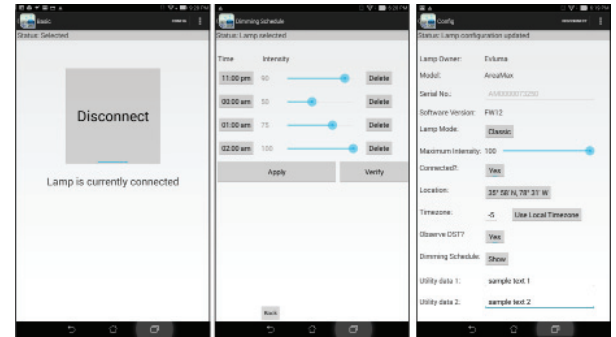 Basic
Status: Selected
Disconnect
Lamp is currently connected
Dimming Schedule
Status: Lamp selected
Time Intensity
11:00 pm 90 Delete
00:00 am 50 Delete
01:00 am 75 Delete
02:00 am 100 Delete
Apply Verify
Back
Config
Status: Lamp configuration updated
Lamp Owner: Evluma
Model: AreaMax
Serial No.:
Software Version: FW12
Lamp Mode: Classic
Maximum Intensity: 100
Connected?: Yes
Location: 35° 58' N, 78° 31' W
Timezone: -5 Use Local Timezone
Observe DST? Yes
Dimming Schedule: Show
Utility data 1: sample text 1
Utility data 2: sample text 2